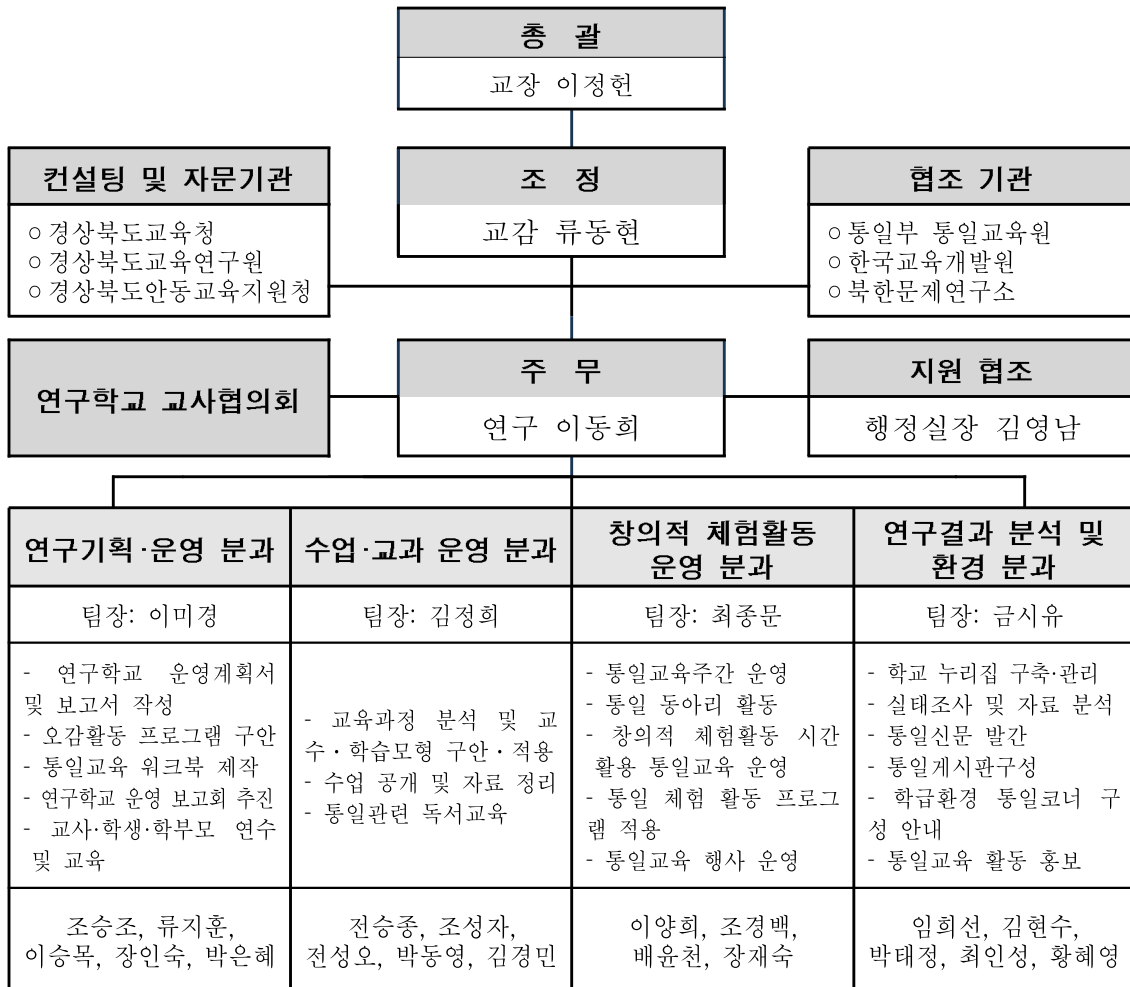 총 괄
교장 이정헌
컨설팅 및 자문기관
○경상북도교육청
○경상북도교육연구원
○경상북도안동교육지원청
조 정
교감 류동현
협조 기관
○통일부 통일교육원
○한국교육개발원
○북한문제연구소
연구학교 교사협의회
주 무
연구 이동희
지원 협조
행정실장 김영남
연구기획·운영 분과
팀장: 이미경
- 연구학교 운영계획서
및 보고서 작성
- 오감활동 프로그램 구안
- 통일교육 워크북 제작
- 연구학교 운영 보고회 추진
- 교사·학생·학부모 연수
및 교육
조승조, 류지훈,
이승목, 장인숙, 박은혜
수업·교과 운영 분과
팀장: 김정희
- 교육과정 분석 및 교
수·학습모형 구안·적용
- 수업 공개 및 자료 정리
- 통일관련 독서교육
전승종, 조성자,
전성오, 박동영, 김경민
창의적 체험활동
운영 분과
팀장: 최종문
- 통일교육주간 운영
- 통일 동아리 활동
- 창의적 체험활동 시간
활용 통일교육 운영
- 통일 체험 활동 프로그
램 적용
- 통일교육 행사 운영
이양희, 조경백,
배윤천, 장재숙
연구결과 분석 및
환경 분과
팀장: 금시유
- 학교 누리집 구축·관리
- 실태조사 및 자료 분석
- 통일신문 발간
- 통일게시판구성
- 학급환경 통일코너 구
성 안내
- 통일교육 활동 홍보
임희선, 김현수,
박태정, 최인성, 황혜영